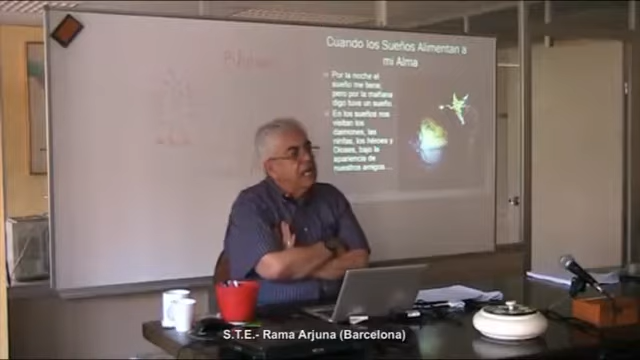 Cuando los Sueños Alimentan a
mi Alma
Por la noche el
sueño me tiene,
pero por la mañana
digo tuve un sueño.
En los sueños nos
visitan los
daimones, las
ninfas, los héroes y
Dioses, bajo la
apariencia de
nuestros amigos...
S.T.E.- Rama Arjuna (Barcelona)